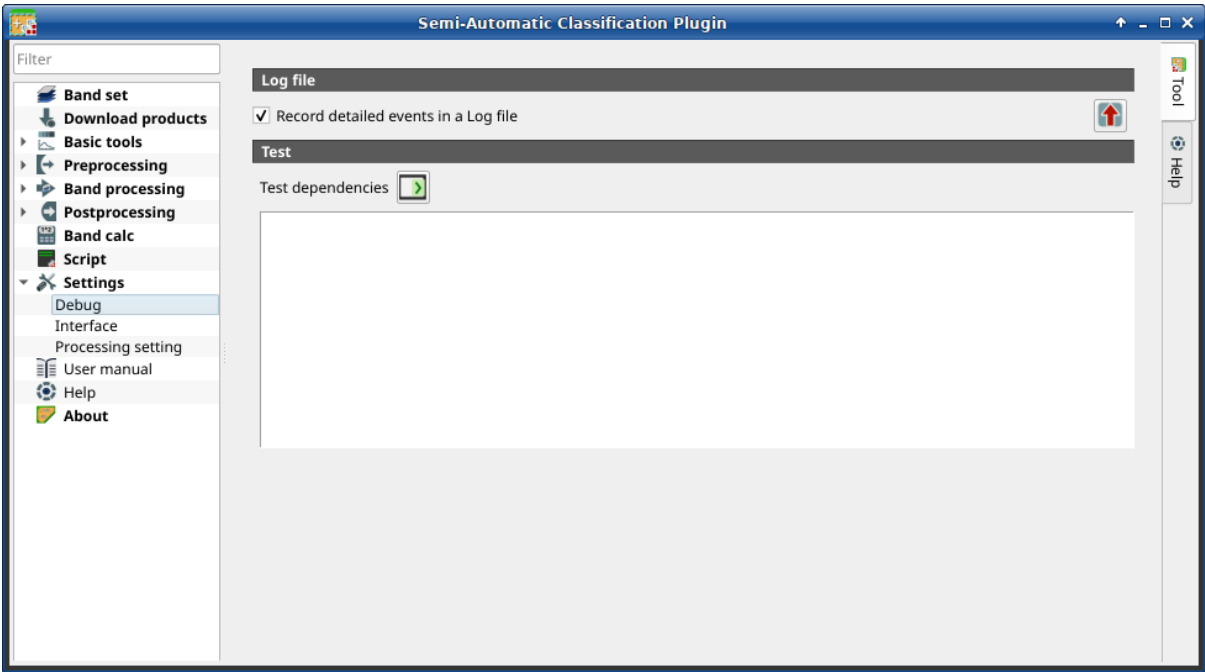 Semi-Automatic Classification Plugin
Filter
Band set
Download products
Basic tools
Preprocessing
Band processing
Postprocessing
Band calc
Script
Settings
Debug
Interface
Processing setting
User manual
Help
About
Log file
Record detailed events in a Log file
Test
Test dependencies
Tool
Help